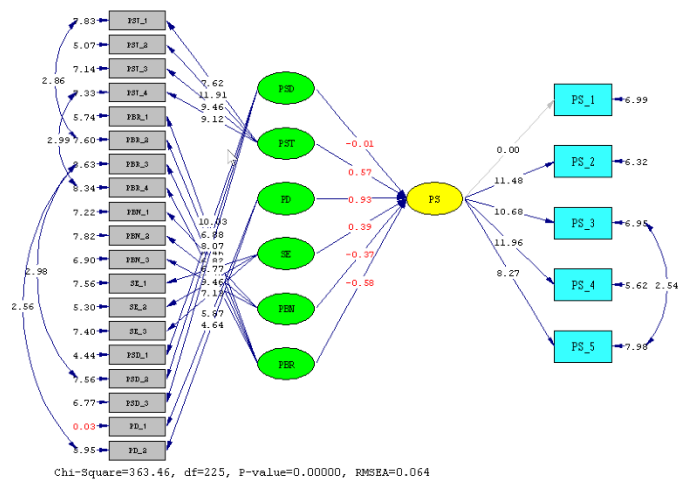 7.83 PST_1
5.07 PST_2
7.14 PST_3
7.33 PST_4
5.74 PBR_1
7.60 PBR_2
PBR_3
8.34 PBR_4
7.22 PBN_1
7.82 PBN_2
6.90 PBN_3
7.56 SE_1
5.30 SE_2
7.40 SE_3
4.44 PSD_1
7.56 PSD_2
6.77 PSD_3
0.03 PD_1
PD_2
2.86
2.99
2.98
2.56
7.62
11.91
9.46
9.12
10.03
6.88
8.07
6.77
9.46
5.87
4.64
PSD
PST
PD
SE
PBN
PBR
-0.01
0.57
0.93
0.39
-0.37
-0.58
PS
0.00
11.48
10.68
11.96
8.27
PS_1 6.99
PS_2 6.32
PS_3 6.95
PS_4 5.62
PS_5 7.98
2.54
Chi-Square=363.46, df=225, P-value=0.00000, RMSEA=0.064